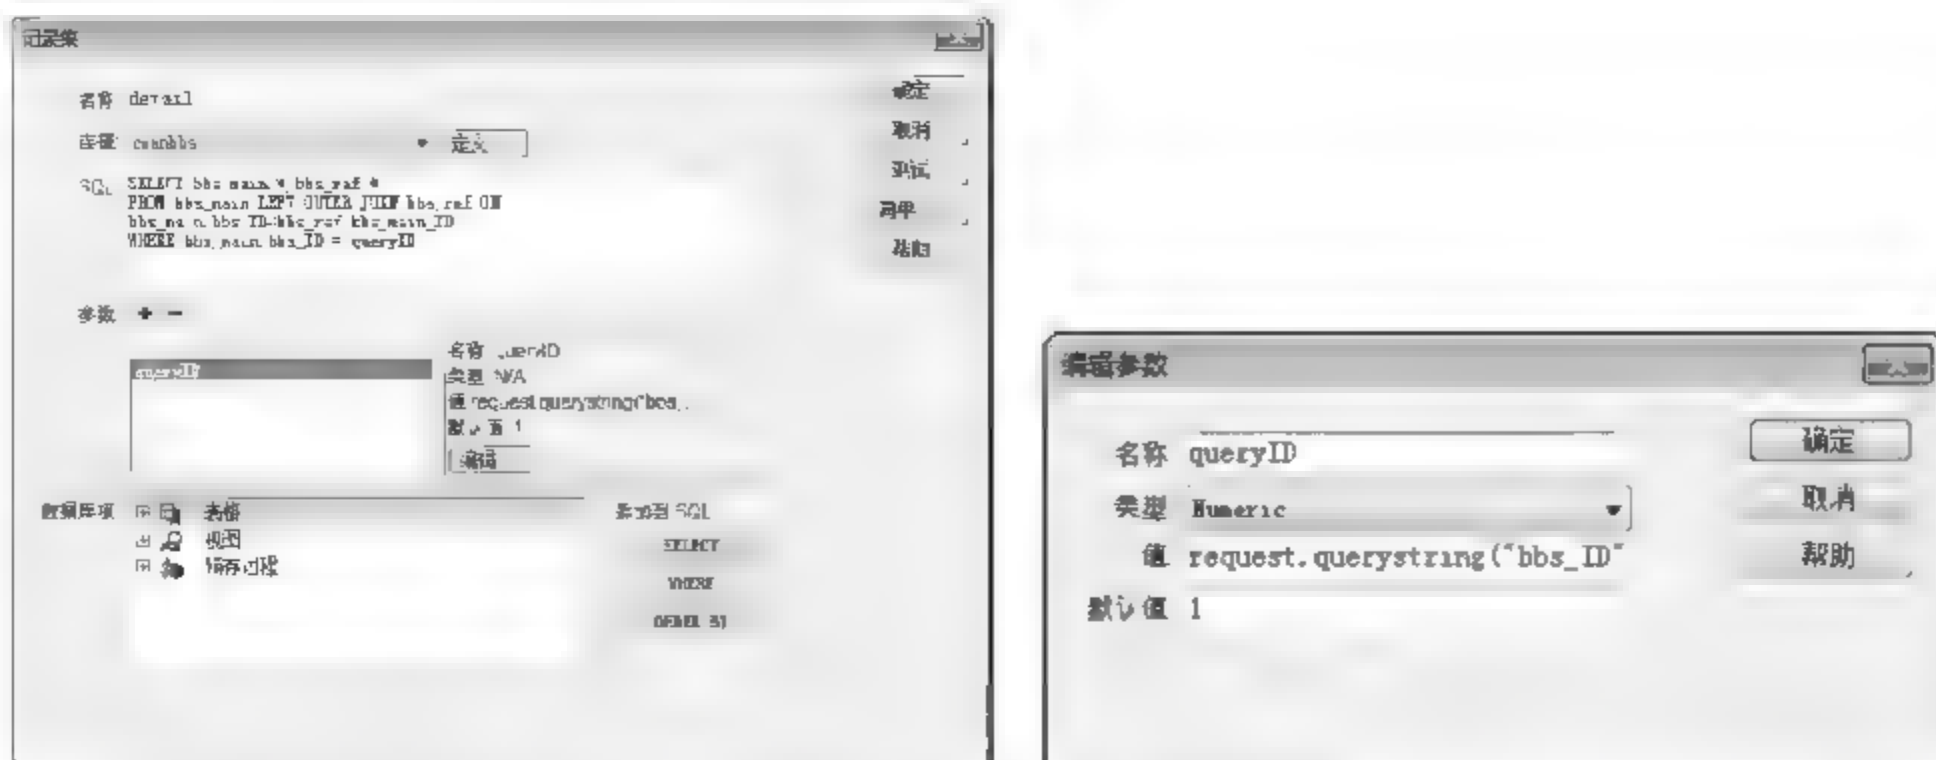 记录集
名称 detail
连接
定义
SQL SELECT bbs_main.*,bbs_ref.*
FROM bbs_main LEFT OUTER JOIN bbs_ref ON
bbs_main.bbs_ID=bbs_ref.bbs_main_ID
WHERE bbs_main.bbs_ID = queryID
参数 + -
queryID
名称 queryID
类型 N/A
值 request.querystring("bbs_
默认值 1
编辑
数据库项
表格
视图
预存过程
添加到 SQL
SELECT
WHERE
ORDER BY
确定
取消
测试
简单
帮助
编辑参数
名称 queryID
类型 Numeric
值 request.querystring("bbs_ID"
默认值 1
确定
取消
帮助